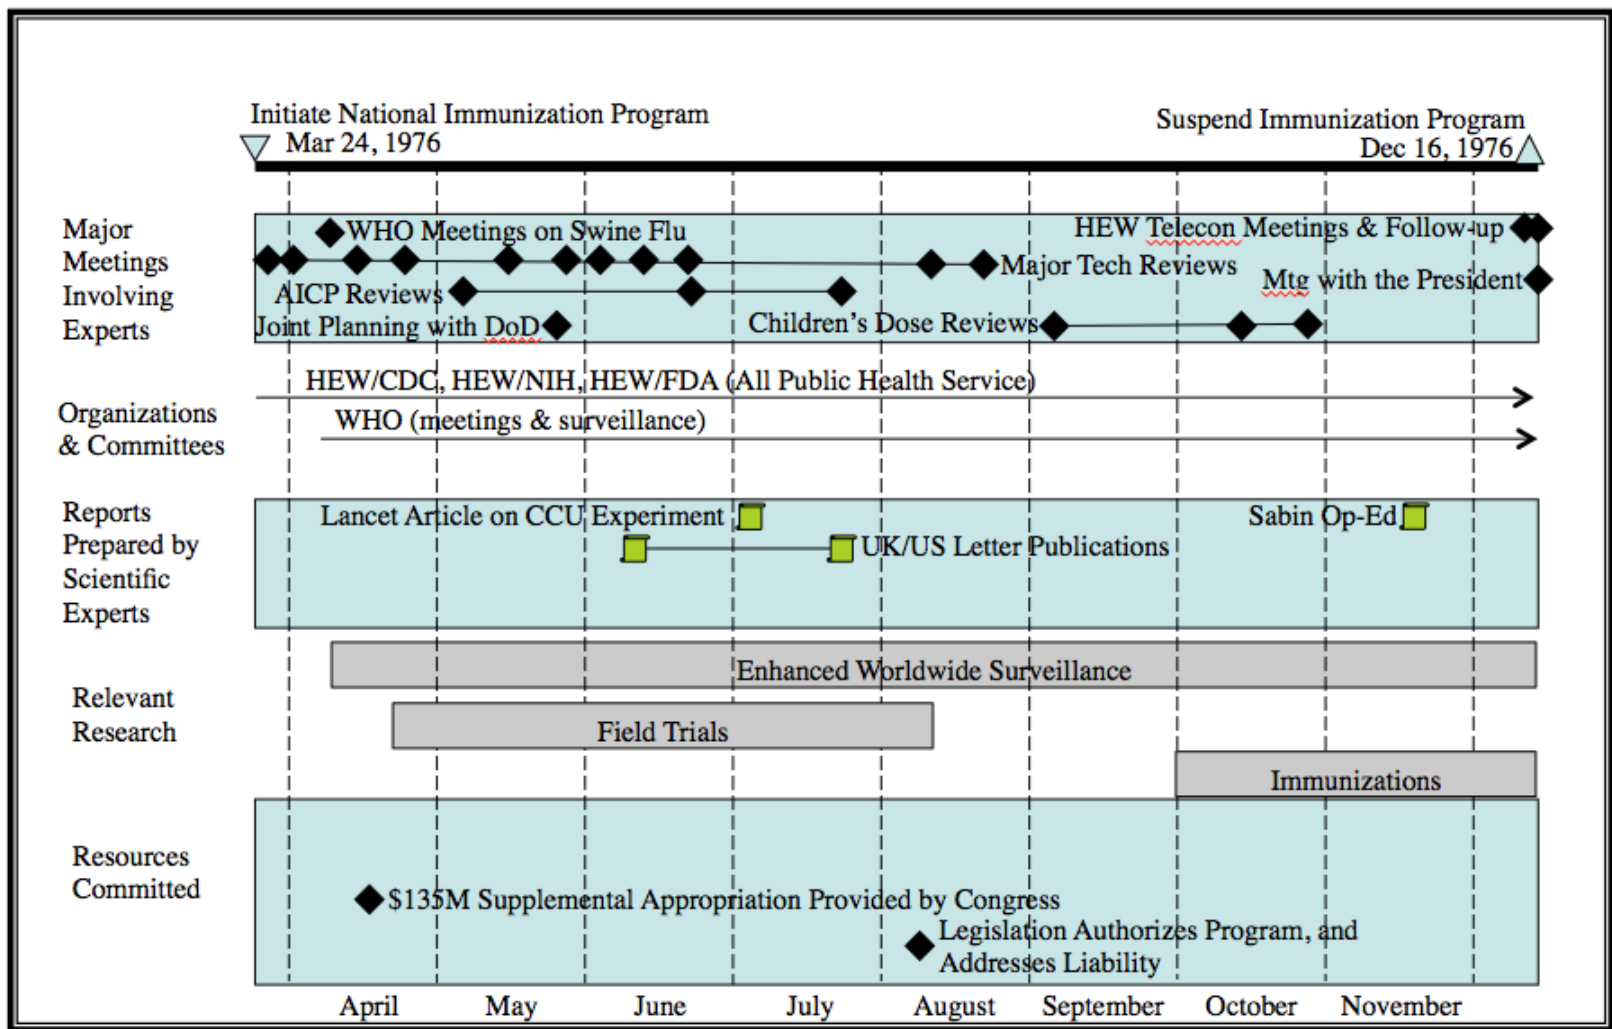 Initiate National Immunization Program
Mar 24, 1976
Suspend Immunization Program
Dec 16, 1976
Major
Meetings
Involving
Experts
WHO Meetings on Swine Flu
HEW Telecon Meetings & Follow-up
Major Tech Reviews
Mtg with the President
AICP Reviews
Joint Planning with DoD
Children's Dose Reviews
Organizations
& Committees
HEW/CDC, HEW/NIH, HEW/FDA (All Public Health Service)
WHO (meetings & surveillance)
Reports
Prepared by
Scientific
Experts
Lancet Article on CCU Experiment
Sabin Op-Ed
UK/US Letter Publications
Relevant
Research
Enhanced Worldwide Surveillance
Field Trials
Immunizations
Resources
Committed
$135M Supplemental Appropriation Provided by Congress
Legislation Authorizes Program, and
Addresses Liability
April May June July August September October November